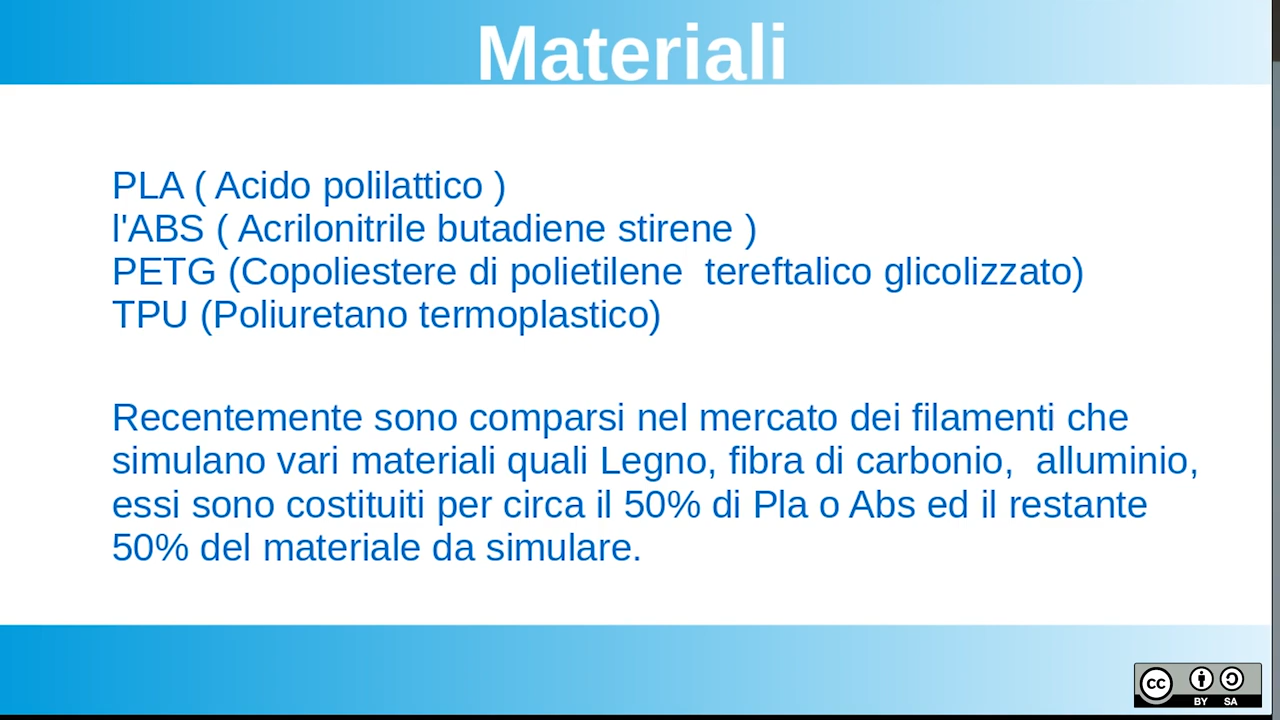 Materiali
PLA ( Acido polilattico )
l'ABS ( Acrilonitrile butadiene stirene )
PETG (Copoliestere di polietilene  tereftalico glicolizzato)
TPU (Poliuretano termoplastico)
Recentemente sono comparsi nel mercato dei filamenti che
simulano vari materiali quali Legno, fibra di carbonio,  alluminio,
essi sono costituiti per circa il 50% di Pla o Abs ed il restante
50% del materiale da simulare.
cc
BY SA